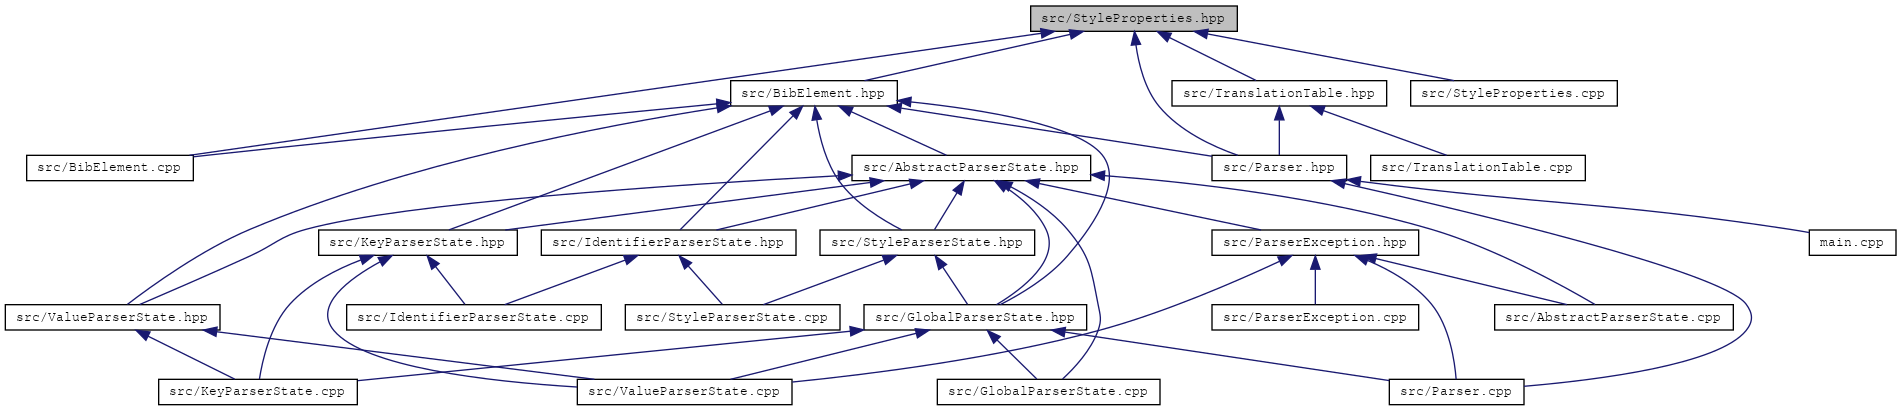 src/StyleProperties.hpp
src/BibElement.hpp
src/TranslationTable.hpp
src/StyleProperties.cpp
src/BibElement.cpp
src/AbstractParserState.hpp
src/Parser.hpp
src/TranslationTable.cpp
src/KeyParserState.hpp
src/IdentifierParserState.hpp
src/StyleParserState.hpp
src/ParserException.hpp
main.cpp
src/ValueParserState.hpp
src/IdentifierParserState.cpp
src/StyleParserState.cpp
src/GlobalParserState.hpp
src/ParserException.cpp
src/AbstractParserState.cpp
src/KeyParserState.cpp
src/ValueParserState.cpp
src/GlobalParserState.cpp
src/Parser.cpp